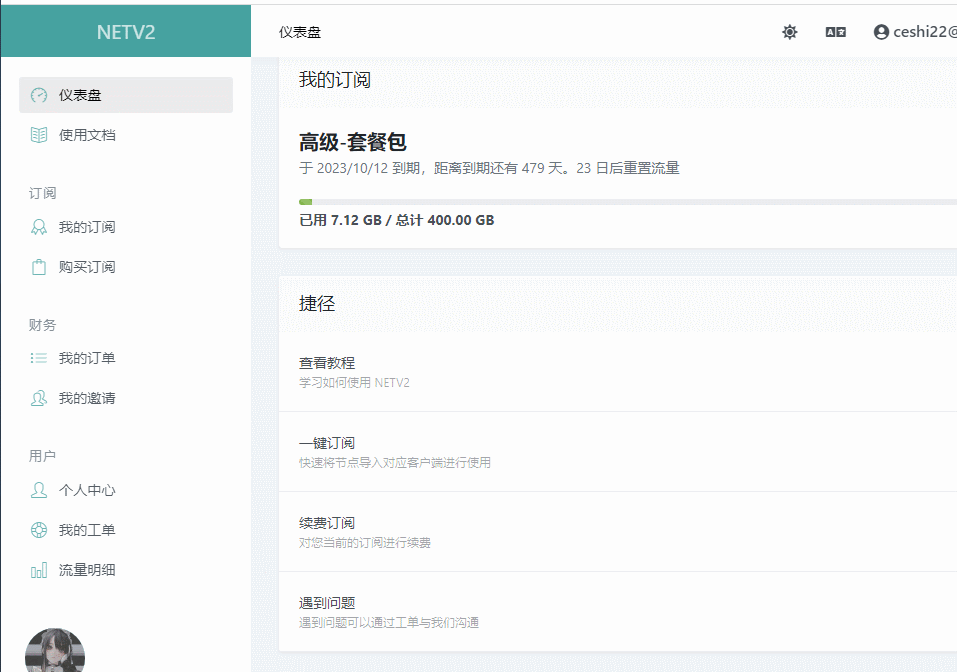 NETV2
仪表盘
ceshi22@
仪表盘
使用文档
订阅
我的订阅
购买订阅
财务
我的订单
我的邀请
用户
个人中心
我的工单
流量明细
我的订阅
高级-套餐包
于 2023/10/12 到期，距离到期还有 479 天。23 日后重置流量
已用 7.12 GB / 总计 400.00 GB
捷径
查看教程
学习如何使用 NETV2
一键订阅
快速将节点导入对应客户端进行使用
续费订阅
对您当前的订阅进行续费
遇到问题
遇到问题可以通过工单与我们沟通